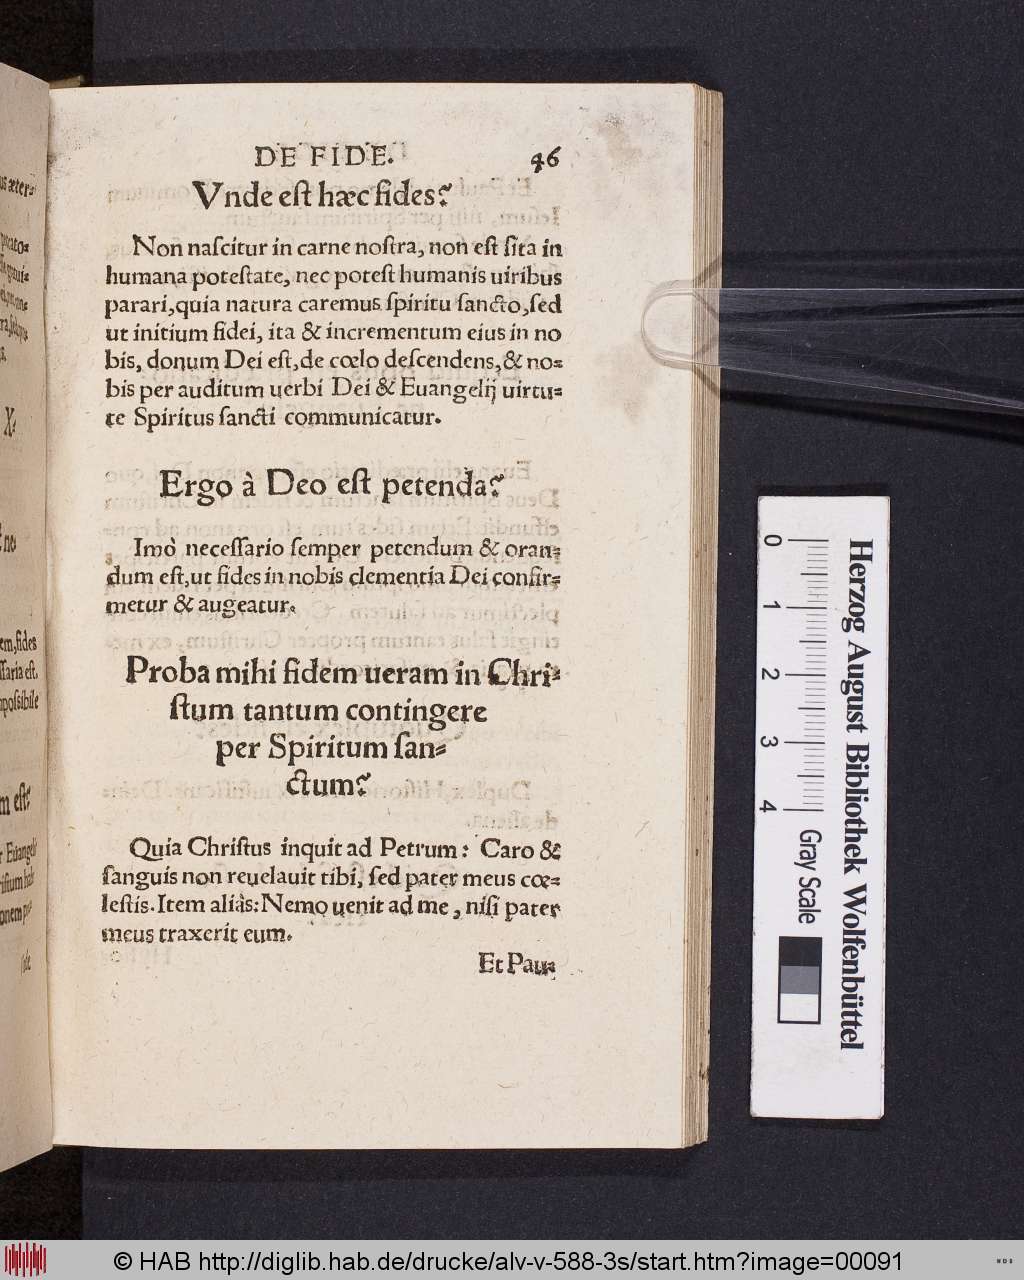 DE FIDE. 46
Vnde eſt hæc fides?
Non naſcitur in carne noſtra, non eſt ſita in
humana poteſtate, nec poteſt humanis uiribus
parari, quia natura caremus ſpiritu ſancto, ſed
ut initium fidei, ita & incrementum eius in no
bis, donum Dei eſt, de cœlo deſcendens, & no-
bis per auditum uerbi Dei & Euangelij uirtu-
te Spiritus ſancti communicatur.
Ergo à Deo eſt petenda?
Imò neceſſario ſemper petendum & oran-
dum eſt, ut fides in nobis clementia Dei confir-
metur & augeatur.
Proba mihi fidem ueram in Chri-
ſtum tantum contingere
per Spiritum ſan-
ctum?
Quia Chriſtus inquit ad Petrum: Caro &
ſanguis non reuelauit tibi, ſed pater meus cœ-
leſtis. Item aliàs: Nemo uenit ad me, niſi pater
meus traxerit eum.
Et Pau-
X.
no
em, fides
ſſaria eſt.
mpoſsibile
m eſt?
0 1 2 3 4
Gray Scale
Herzog August Bibliothek Wolfenbüttel
© HAB http://diglib.hab.de/drucke/alv-v-588-3s/start.htm?image=00091